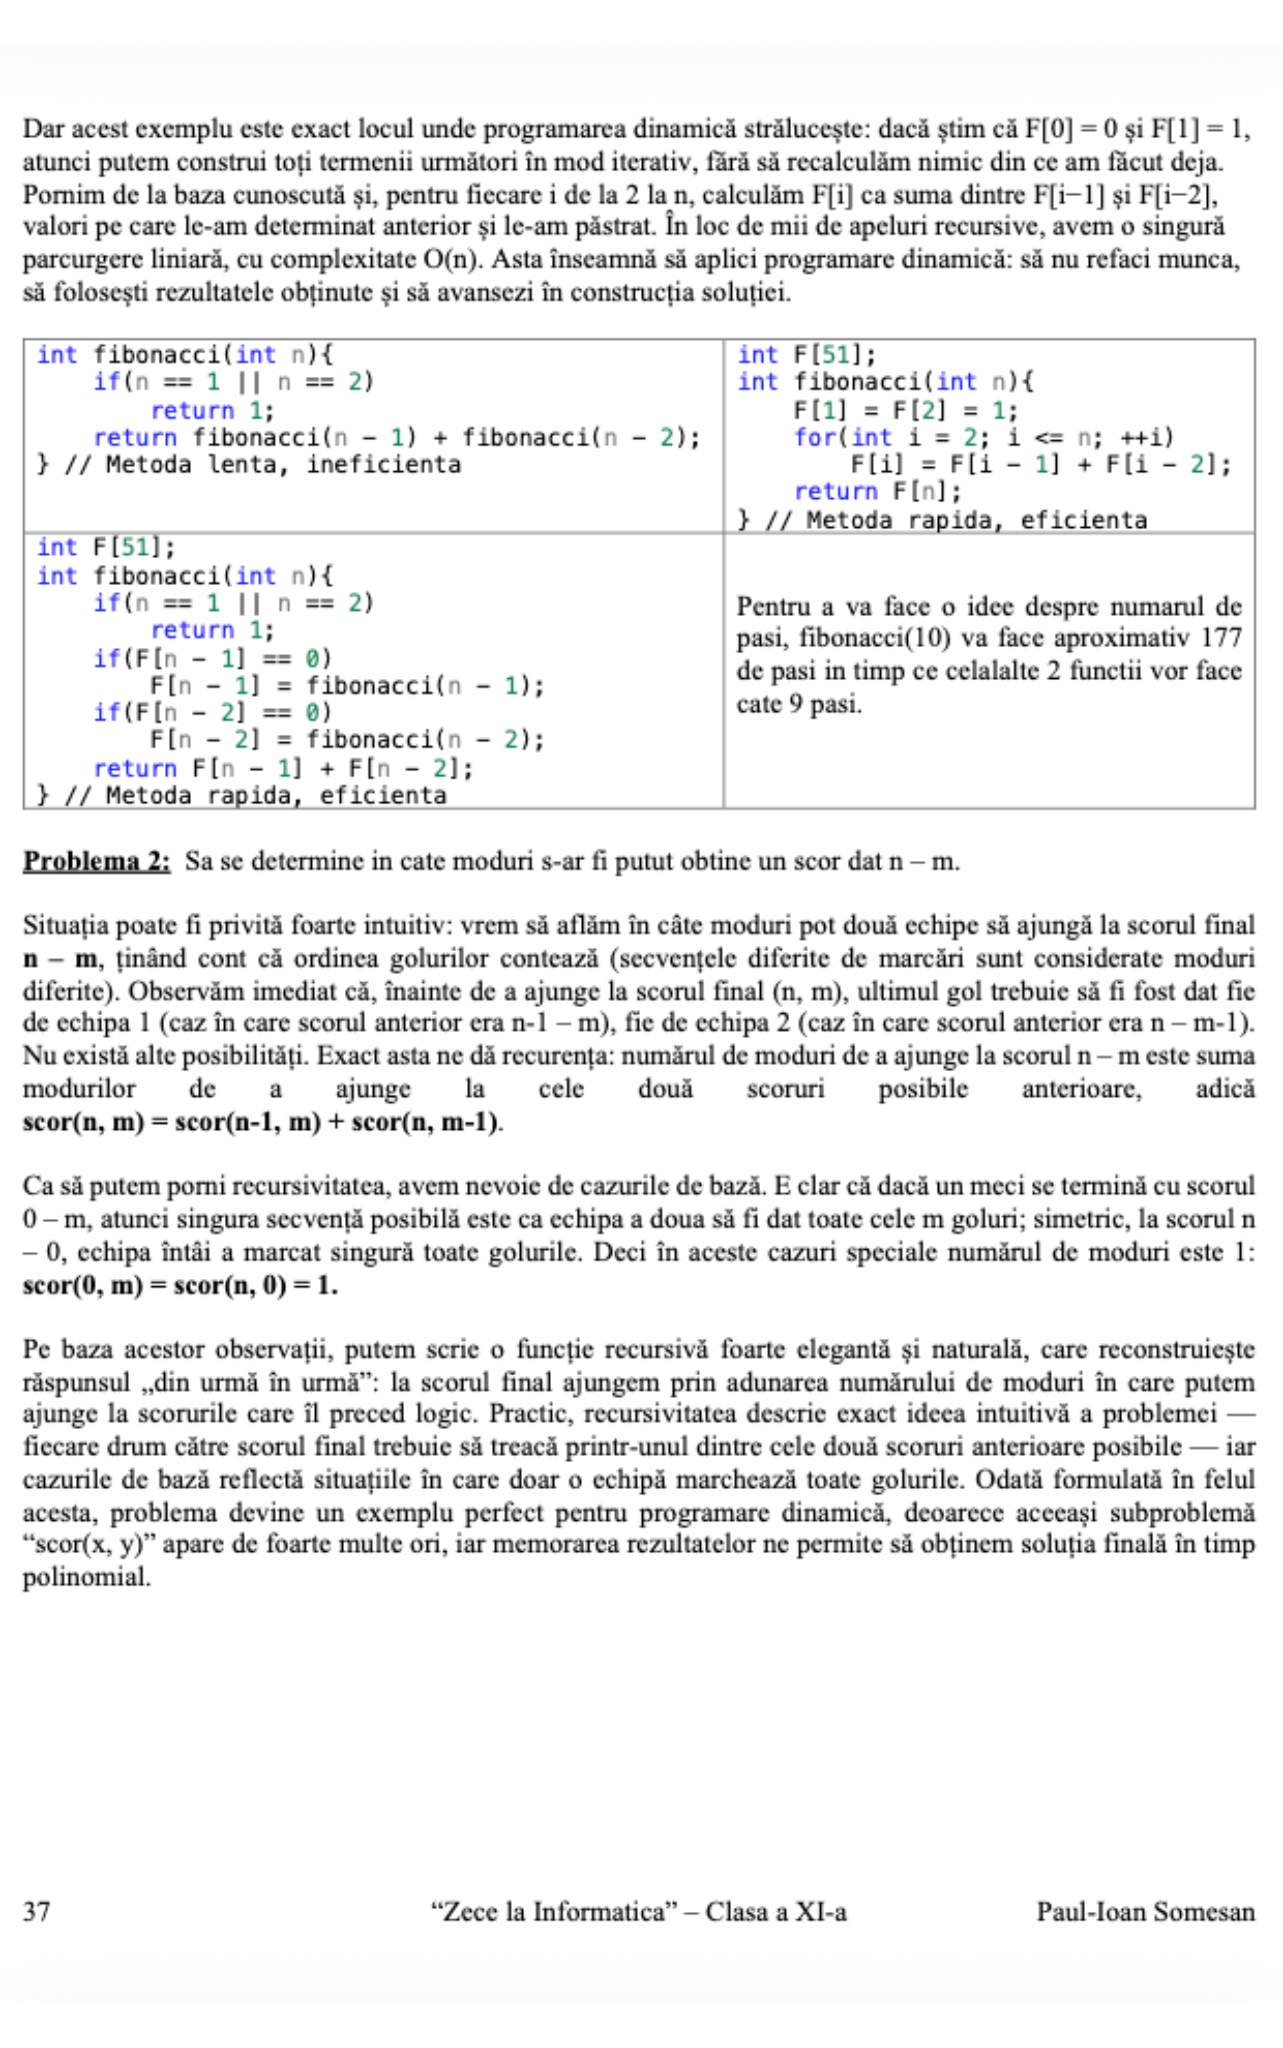 Dar acest exemplu este exact locul unde programarea dinamică strălucește: dacă știm că F[0] = 0 și F[1] = 1,
atunci putem construi toți termenii următori în mod iterativ, fără să recalculăm nimic din ce am făcut deja.
Pornim de la baza cunoscută și, pentru fiecare i de la 2 la n, calculăm F[i] ca suma dintre F[i−1] și F[i−2],
valori pe care le-am determinat anterior și le-am păstrat. În loc de mii de apeluri recursive, avem o singură
parcurgere liniară, cu complexitate O(n). Asta înseamnă să aplici programare dinamică: să nu refaci munca,
să folosești rezultatele obținute și să avansezi în construcția soluției.
int fibonacci(int n){
if(n == 1 || n == 2)
return 1;
return fibonacci(n - 1) + fibonacci(n - 2);
} // Metoda lenta, ineficienta
int F[51];
int fibonacci(int n){
F[1] = F[2] = 1;
for(int i = 2; i <= n; ++i)
F[i] = F[i - 1] + F[i - 2];
return F[n];
} // Metoda rapida, eficienta
int F[51];
int fibonacci(int n){
if(n == 1 || n == 2)
return 1;
if(F[n - 1] == 0)
F[n - 1] = fibonacci(n - 1);
if(F[n - 2] == 0)
F[n - 2] = fibonacci(n - 2);
return F[n - 1] + F[n - 2];
} // Metoda rapida, eficienta
Pentru a va face o idee despre numarul de
pasi, fibonacci(10) va face aproximativ 177
de pasi in timp ce celalalte 2 functii vor face
cate 9 pasi.
Problema 2: Sa se determine in cate moduri s-ar fi putut obtine un scor dat n – m.
Situația poate fi privită foarte intuitiv: vrem să aflăm în câte moduri pot două echipe să ajungă la scorul final
n – m, ținând cont că ordinea golurilor contează (secvențele diferite de marcări sunt considerate moduri
diferite). Observăm imediat că, înainte de a ajunge la scorul final (n, m), ultimul gol trebuie să fi fost dat fie
de echipa 1 (caz în care scorul anterior era n-1 – m), fie de echipa 2 (caz în care scorul anterior era n – m-1).
Nu există alte posibilități. Exact asta ne dă recurența: numărul de moduri de a ajunge la scorul n – m este suma
modurilor de a ajunge la cele două scoruri posibile anterioare, adică
scor(n, m) = scor(n-1, m) + scor(n, m-1).
Ca să putem porni recursivitatea, avem nevoie de cazurile de bază. E clar că dacă un meci se termină cu scorul
0 – m, atunci singura secvență posibilă este ca echipa a doua să fi dat toate cele m goluri; simetric, la scorul n
– 0, echipa întâi a marcat singură toate golurile. Deci în aceste cazuri speciale numărul de moduri este 1:
scor(0, m) = scor(n, 0) = 1.
Pe baza acestor observații, putem scrie o funcție recursivă foarte elegantă și naturală, care reconstruiește
răspunsul „din urmă în urmă”: la scorul final ajungem prin adunarea numărului de moduri în care putem
ajunge la scorurile care îl preced logic. Practic, recursivitatea descrie exact ideea intuitivă a problemei —
fiecare drum către scorul final trebuie să treacă printr-unul dintre cele două scoruri anterioare posibile — iar
cazurile de bază reflectă situațiile în care doar o echipă marchează toate golurile. Odată formulată în felul
acesta, problema devine un exemplu perfect pentru programare dinamică, deoarece aceeași subproblemă
“scor(x, y)” apare de foarte multe ori, iar memorarea rezultatelor ne permite să obținem soluția finală în timp
polinomial.
37 “Zece la Informatica” – Clasa a XI-a Paul-Ioan Somesan